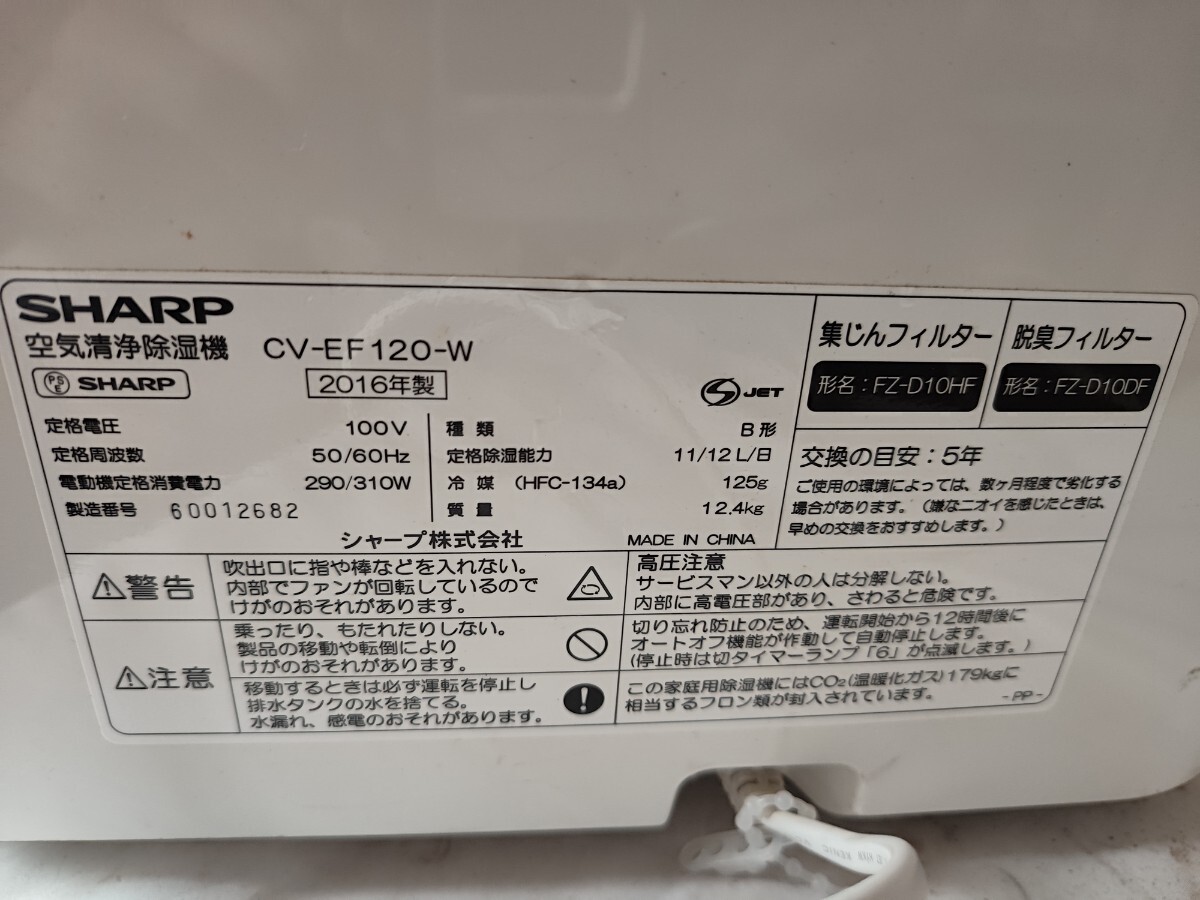 SHARP
空気清浄除湿機 CV-EF120-W
PSE SHARP 2016年製
S JET
定格電圧 100V
定格周波数 50/60Hz
電動機定格消費電力 290/310W
製造番号 60012682
種類 B形
定格除湿能力 11/12 L/日
冷媒 (HFC-134a) 125g
質量 12.4kg
シャープ株式会社 MADE IN CHINA
集じんフィルター
形名:FZ-D10HF
脱臭フィルター
形名:FZ-D10DF
交換の目安:5年
ご使用の環境によっては、数ヶ月程度で劣化する
場合があります。(嫌なニオイを感じたときは、
早めの交換をおすすめします。)
⚠警告
吹出口に指や棒などを入れない。
内部でファンが回転しているので
けがのおそれがあります。
高圧注意
サービスマン以外の人は分解しない。
内部に高電圧部があり、さわると危険です。
⚠注意
乗ったり、もたれたりしない。
製品の移動や転倒により
けがのおそれがあります。
移動するときは必ず運転を停止し
排水タンクの水を捨てる。
水漏れ、感電のおそれがあります。
切り忘れ防止のため、運転開始から12時間後に
オートオフ機能が作動して自動停止します。
(停止時は切タイマーランプ「6」が点滅します。)
この家庭用除湿機にはCO₂(温暖化ガス)179kgに
相当するフロン類が封入されています。
-PP-